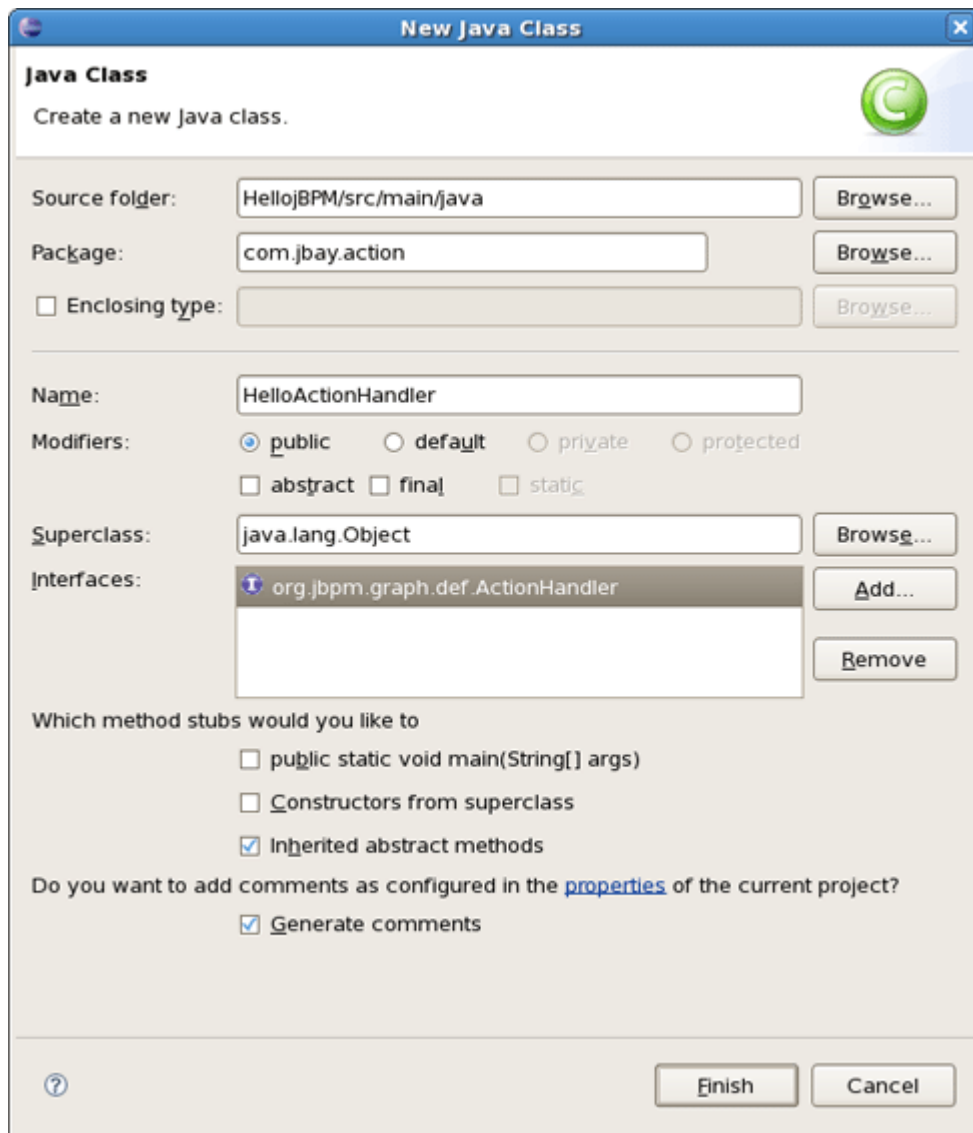 New Java Class
Java Class
Create a new Java class.
Source folder: HellojBPM/src/main/java Browse...
Package: com.jbay.action Browse...
Enclosing type: Browse...
Name: HelloActionHandler
Modifiers: public default private protected
abstract final static
Superclass: java.lang.Object Browse...
Interfaces: org.jbpm.graph.def.ActionHandler Add...
Remove
Which method stubs would you like to
public static void main(String[] args)
Constructors from superclass
Inherited abstract methods
Do you want to add comments as configured in the properties of the current project?
Generate comments
? Finish Cancel